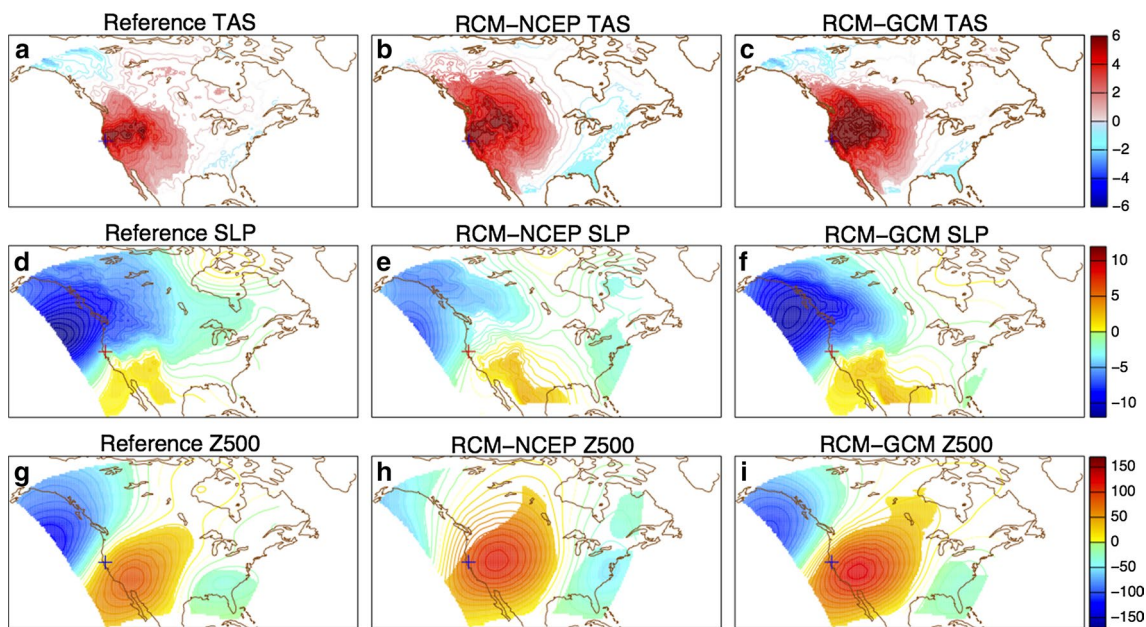 Reference TAS
RCM−NCEP TAS
RCM−GCM TAS
a
b
c
6
4
2
0
−2
−4
−6
Reference SLP
RCM−NCEP SLP
RCM−GCM SLP
d
e
f
10
5
0
−5
−10
Reference Z500
RCM−NCEP Z500
RCM−GCM Z500
g
h
i
150
100
50
0
−50
−100
−150